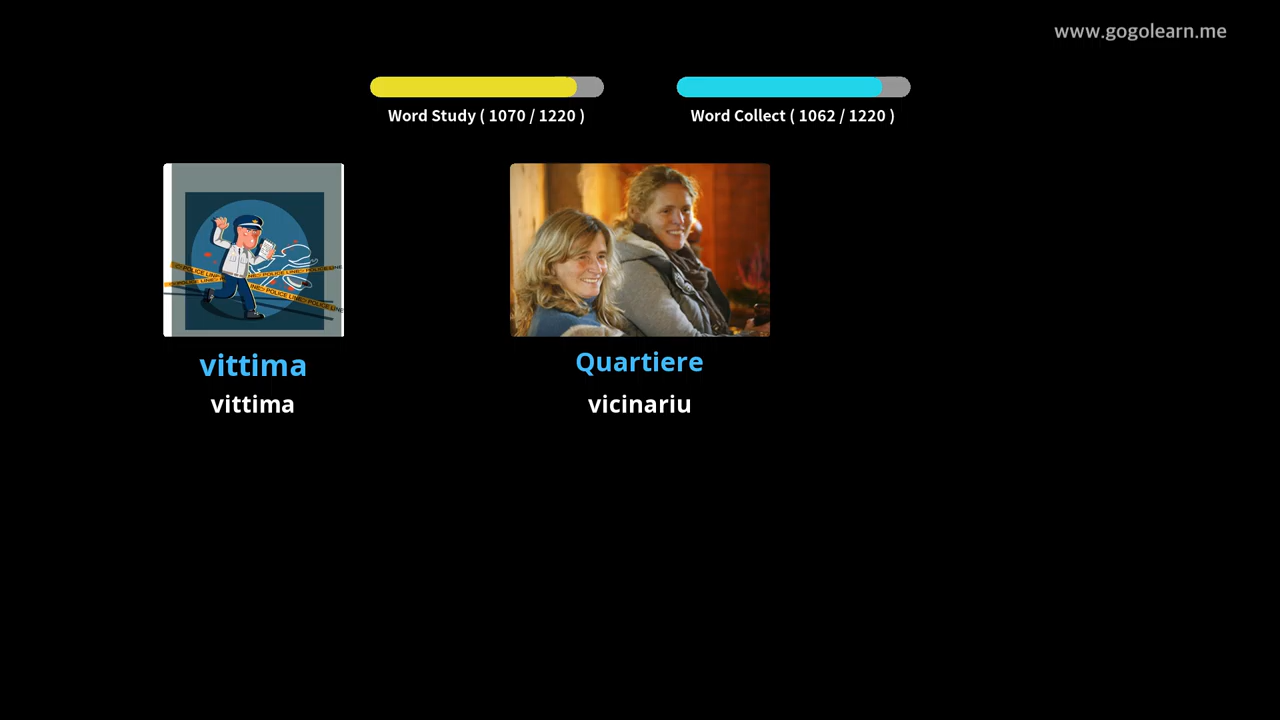 www.gogolearn.me
Word Study ( 1070 / 1220 )
Word Collect ( 1062 / 1220 )
vittima
vittima
Quartiere
vicinariu